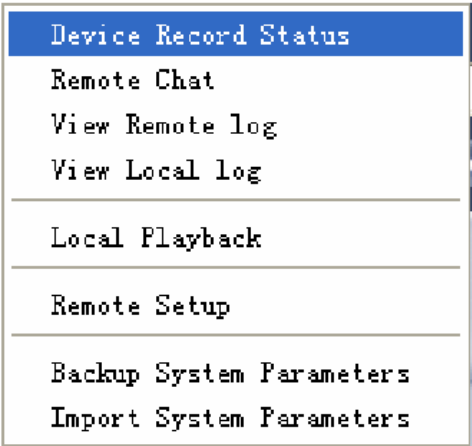 Device Record Status
Remote Chat
View Remote log
View Local log
Local Playback
Remote Setup
Backup System Parameters
Import System Parameters